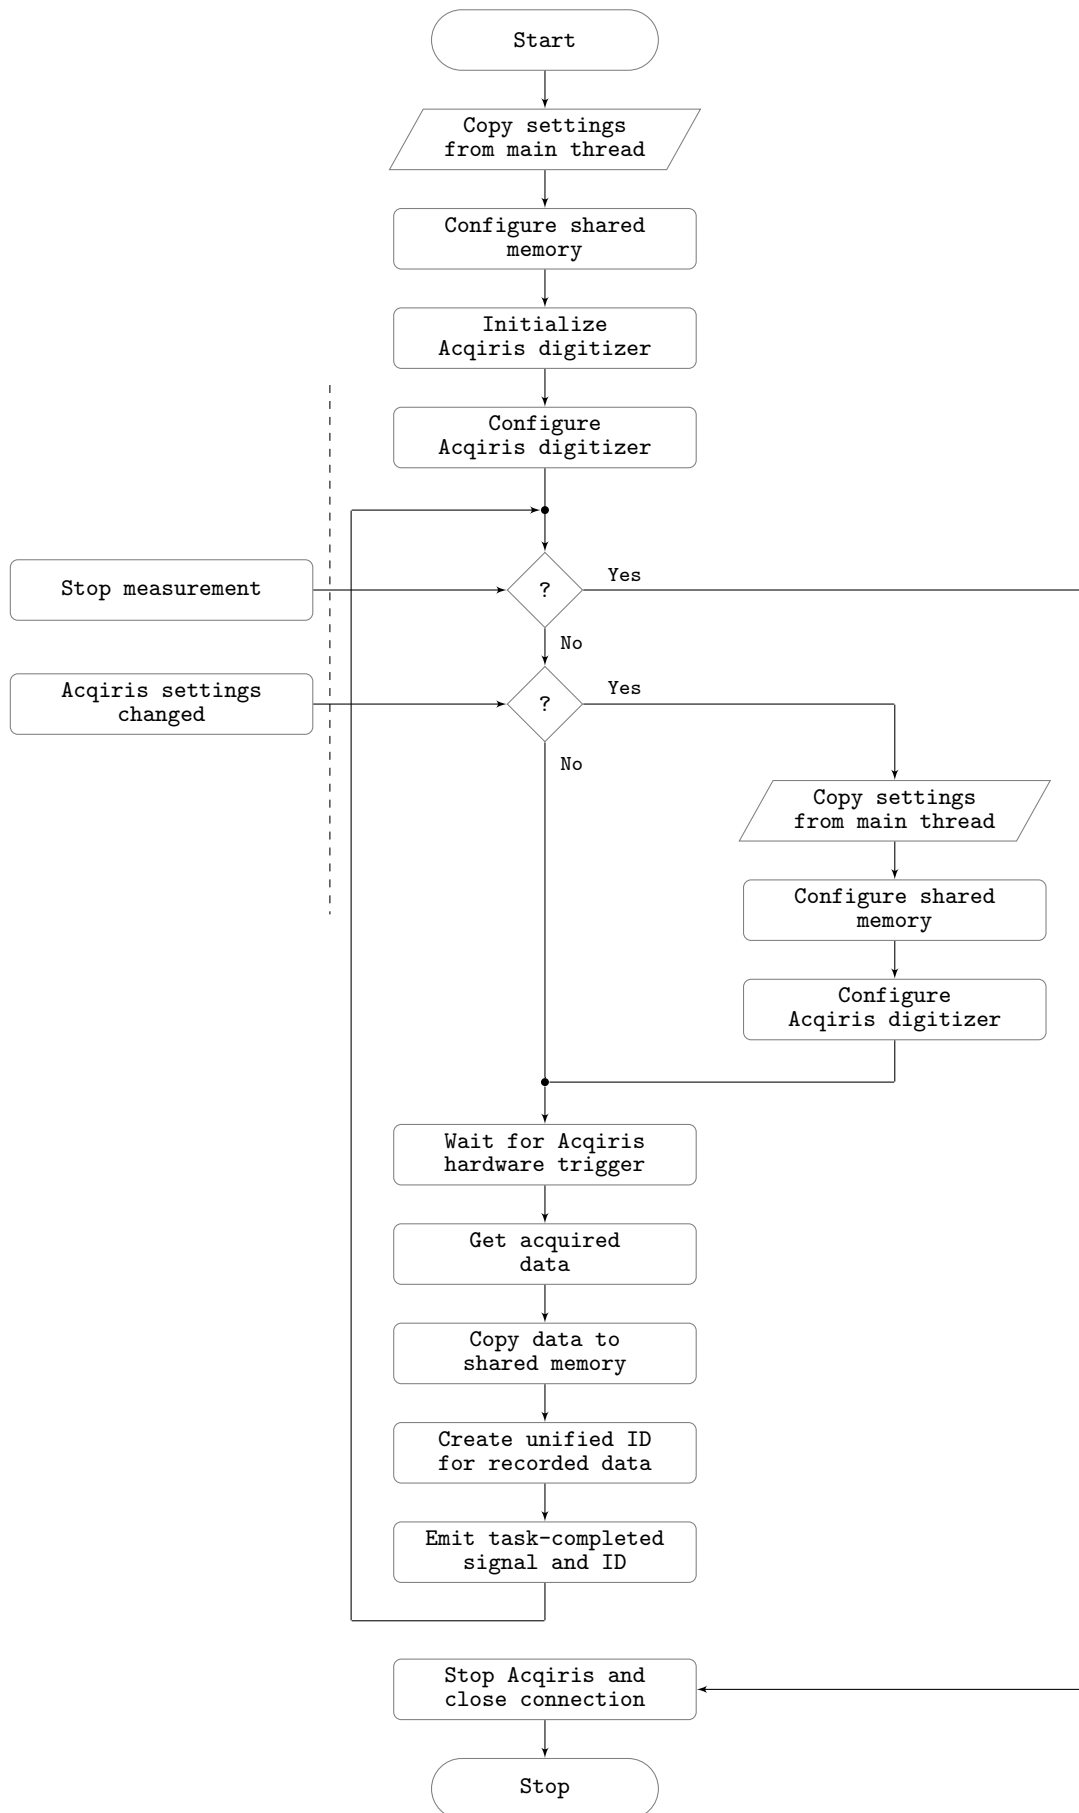 Start
Copy settings
from main thread
Configure shared
memory
Initialize
Acqiris digitizer
Configure
Acqiris digitizer
Stop measurement
?
Yes
No
Acqiris settings
changed
?
Yes
No
Copy settings
from main thread
Configure shared
memory
Configure
Acqiris digitizer
Wait for Acqiris
hardware trigger
Get acquired
data
Copy data to
shared memory
Create unified ID
for recorded data
Emit task-completed
signal and ID
Stop Acqiris and
close connection
Stop